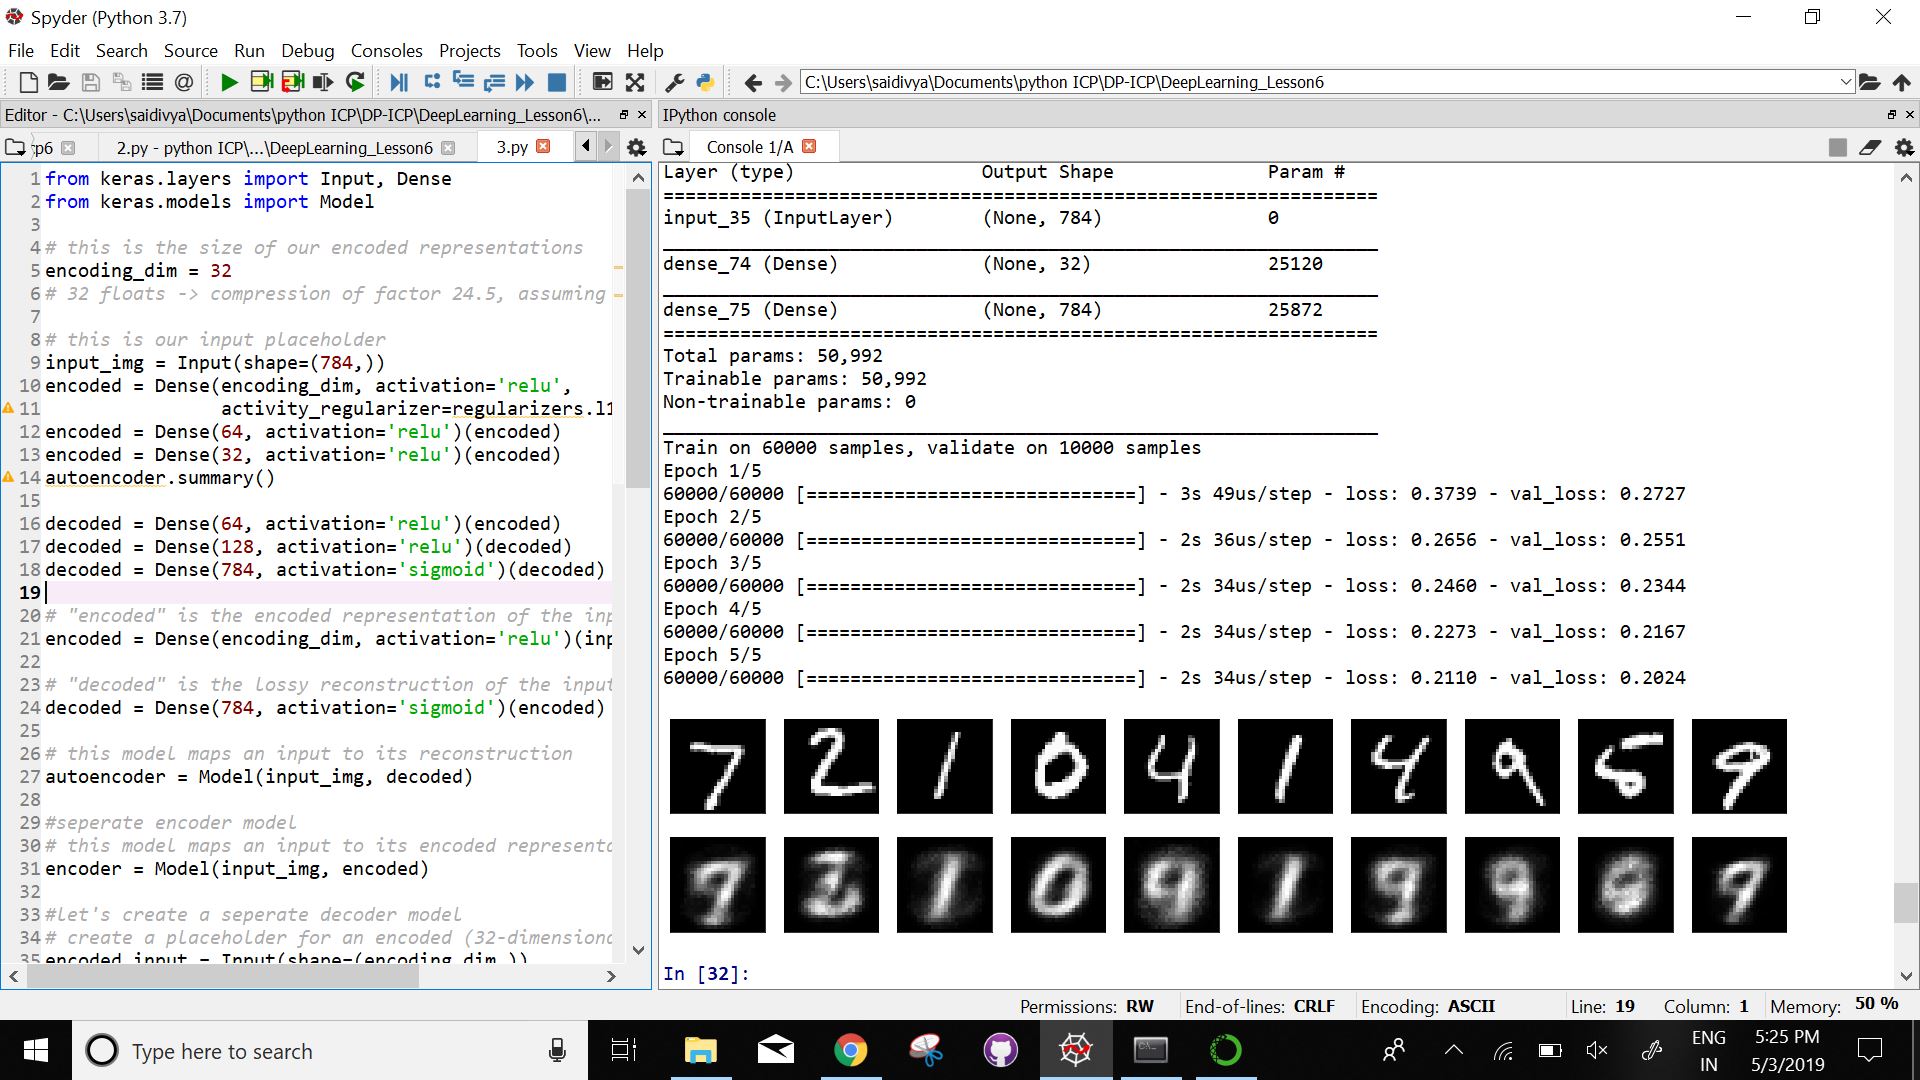 Spyder (Python 3.7)
File Edit Search Source Run Debug Consoles Projects Tools View Help
C:\Users\saidivya\Documents\python ICP\DP-ICP\DeepLearning_Lesson6
Editor - C:\Users\saidivya\Documents\python ICP\DP-ICP\DeepLearning_Lesson6\...
:p6 2.py - python ICP\...\DeepLearning_Lesson6 3.py
1 from keras.layers import Input, Dense
2 from keras.models import Model
3
4 # this is the size of our encoded representations
5 encoding_dim = 32
6 # 32 floats -> compression of factor 24.5, assuming
7
8 # this is our input placeholder
9 input_img = Input(shape=(784,))
10 encoded = Dense(encoding_dim, activation='relu',
11 activity_regularizer=regularizers.l1
12 encoded = Dense(64, activation='relu')(encoded)
13 encoded = Dense(32, activation='relu')(encoded)
14 autoencoder.summary()
15
16 decoded = Dense(64, activation='relu')(encoded)
17 decoded = Dense(128, activation='relu')(decoded)
18 decoded = Dense(784, activation='sigmoid')(decoded)
19
20 # "encoded" is the encoded representation of the inp
21 encoded = Dense(encoding_dim, activation='relu')(inp
22
23 # "decoded" is the lossy reconstruction of the input
24 decoded = Dense(784, activation='sigmoid')(encoded)
25
26 # this model maps an input to its reconstruction
27 autoencoder = Model(input_img, decoded)
28
29 #seperate encoder model
30 # this model maps an input to its encoded representa
31 encoder = Model(input_img, encoded)
32
33 #let's create a seperate decoder model
34 # create a placeholder for an encoded (32-dimensiona
35 encoded_input = Input(shape=(encoding_dim,))
IPython console
Console 1/A
Layer (type) Output Shape Param #
=================================================================
input_35 (InputLayer) (None, 784) 0
_________________________________________________________________
dense_74 (Dense) (None, 32) 25120
_________________________________________________________________
dense_75 (Dense) (None, 784) 25872
=================================================================
Total params: 50,992
Trainable params: 50,992
Non-trainable params: 0
_________________________________________________________________
Train on 60000 samples, validate on 10000 samples
Epoch 1/5
60000/60000 [==============================] - 3s 49us/step - loss: 0.3739 - val_loss: 0.2727
Epoch 2/5
60000/60000 [==============================] - 2s 36us/step - loss: 0.2656 - val_loss: 0.2551
Epoch 3/5
60000/60000 [==============================] - 2s 34us/step - loss: 0.2460 - val_loss: 0.2344
Epoch 4/5
60000/60000 [==============================] - 2s 34us/step - loss: 0.2273 - val_loss: 0.2167
Epoch 5/5
60000/60000 [==============================] - 2s 34us/step - loss: 0.2110 - val_loss: 0.2024
7 2 1 0 4 1 4 9 5 9
In [32]:
Permissions: RW End-of-lines: CRLF Encoding: ASCII Line: 19 Column: 1 Memory: 50 %
Type here to search
ENG 5:25 PM
IN 5/3/2019